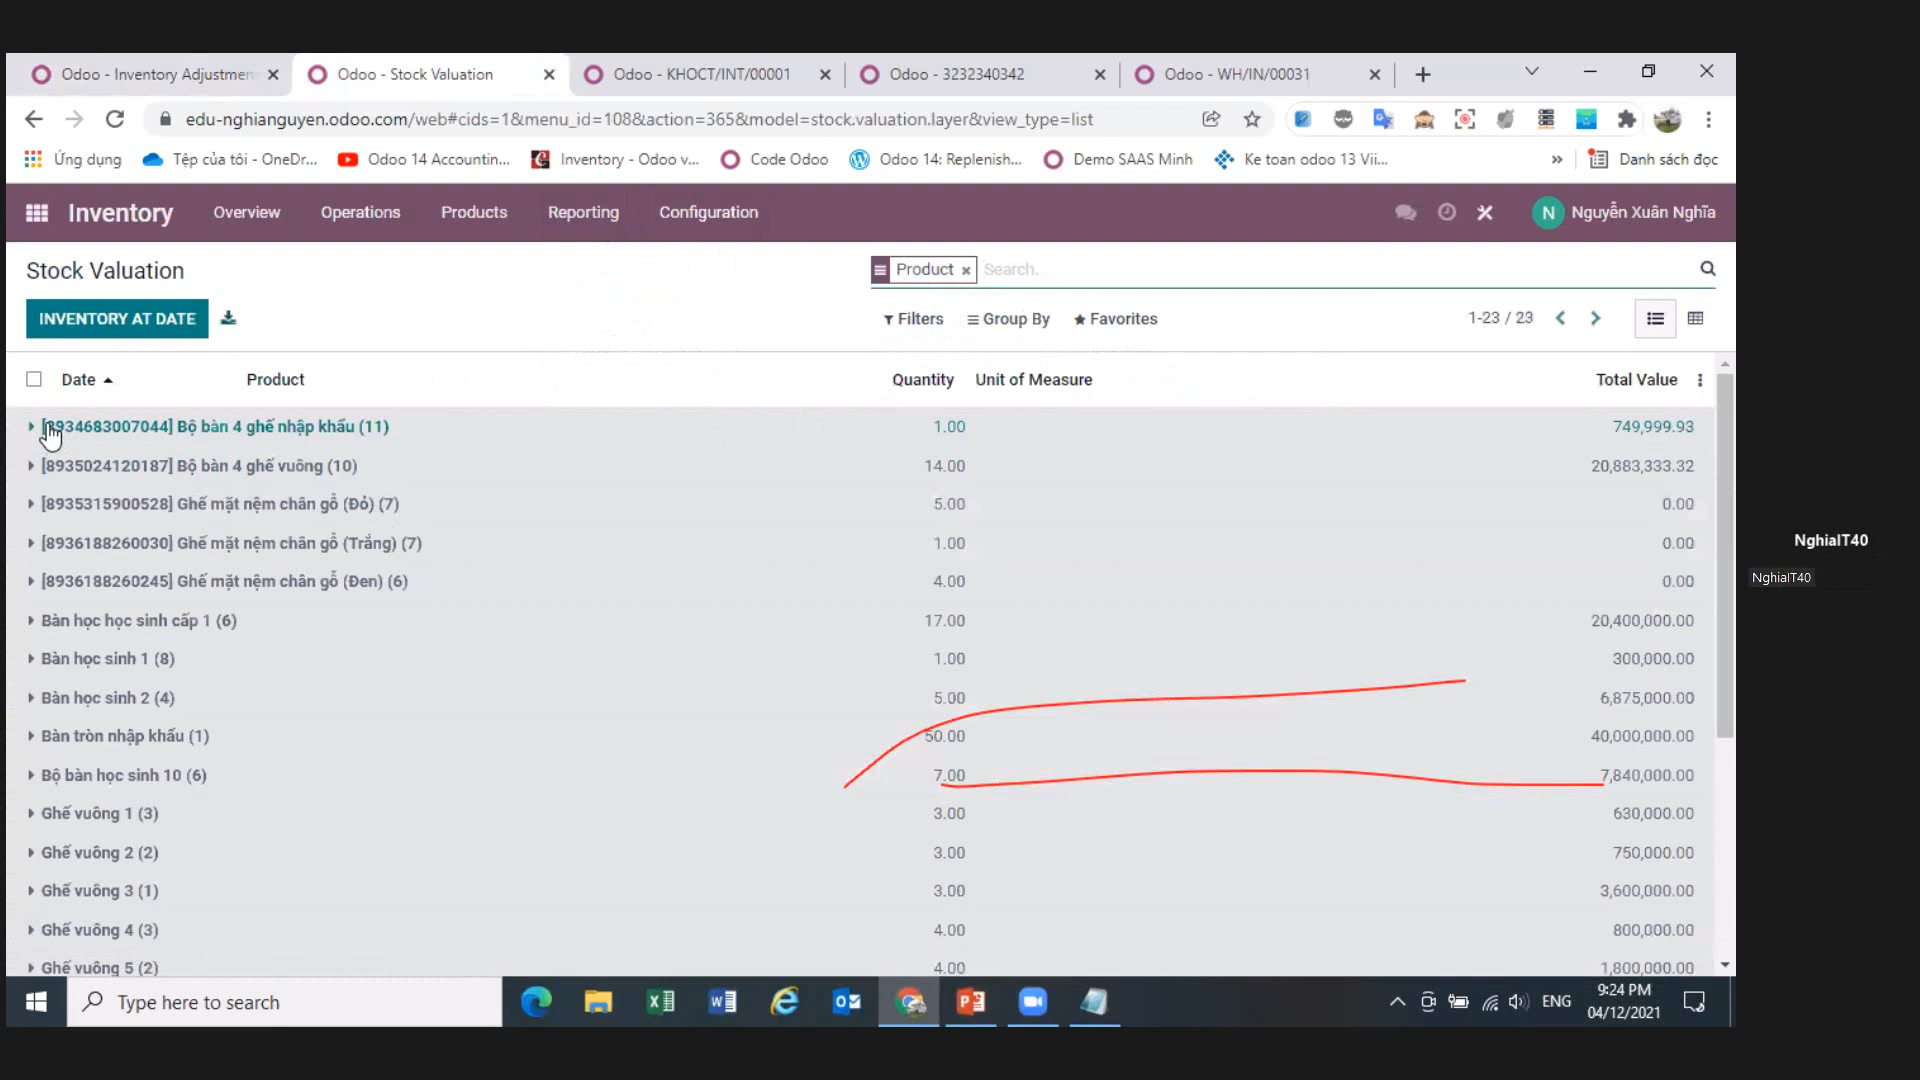 Odoo - Inventory Adjustmen
Odoo - Stock Valuation
Odoo - KHOCT/INT/00001
Odoo - 3232340342
Odoo - WH/IN/00031
edu-nghianguyen.odoo.com/web#cids=1&menu_id=108&action=365&model=stock.valuation.layer&view_type=list
Ứng dụng
Tệp của tôi - OneDr...
Odoo 14 Accountin...
Inventory - Odoo v...
Code Odoo
Odoo 14: Replenish...
Demo SAAS Minh
Ke toan odoo 13 Vii...
»
Danh sách đọc
Inventory
Overview
Operations
Products
Reporting
Configuration
N
Nguyễn Xuân Nghĩa
Stock Valuation
Product ×
Search...
INVENTORY AT DATE
Filters
Group By
Favorites
1-23 / 23
Date
Product
Quantity
Unit of Measure
Total Value
[8934683007044] Bộ bàn 4 ghế nhập khẩu (11) 1.00 749,999.93
[8935024120187] Bộ bàn 4 ghế vuông (10) 14.00 20,883,333.32
[8935315900528] Ghế mặt nệm chân gỗ (Đỏ) (7) 5.00 0.00
[8936188260030] Ghế mặt nệm chân gỗ (Trắng) (7) 1.00 0.00
[8936188260245] Ghế mặt nệm chân gỗ (Đen) (6) 4.00 0.00
Bàn học học sinh cấp 1 (6) 17.00 20,400,000.00
Bàn học sinh 1 (8) 1.00 300,000.00
Bàn học sinh 2 (4) 5.00 6,875,000.00
Bàn tròn nhập khẩu (1) 50.00 40,000,000.00
Bộ bàn học sinh 10 (6) 7.00 7,840,000.00
Ghế vuông 1 (3) 3.00 630,000.00
Ghế vuông 2 (2) 3.00 750,000.00
Ghế vuông 3 (1) 3.00 3,600,000.00
Ghế vuông 4 (3) 4.00 800,000.00
Ghế vuông 5 (2) 4.00 1,800,000.00
NghiaIT40
NghiaIT40
Type here to search
ENG
9:24 PM
04/12/2021